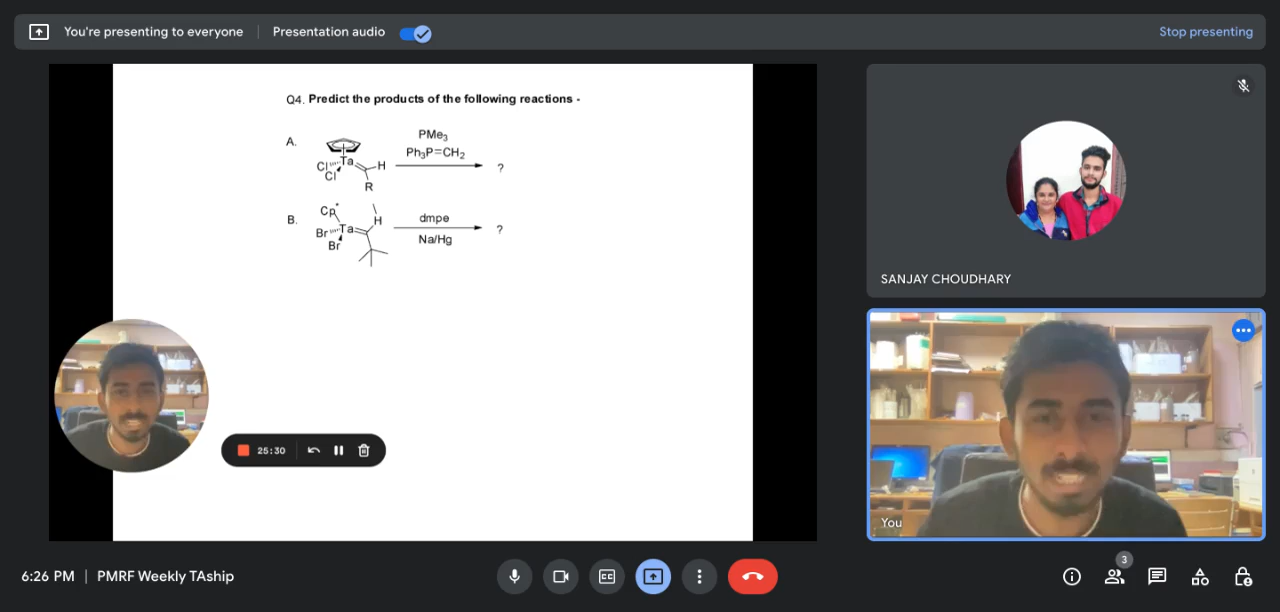 You're presenting to everyone
Presentation audio
Stop presenting
Q4. Predict the products of the following reactions -
A.
PMe3
Ph3P=CH2
Cl Ta H
Cl
R
?
B.
Cp*
H
Br Ta
Br
dmpe
Na/Hg
?
SANJAY CHOUDHARY
25:30
You
6:26 PM | PMRF Weekly TAship
CC
3